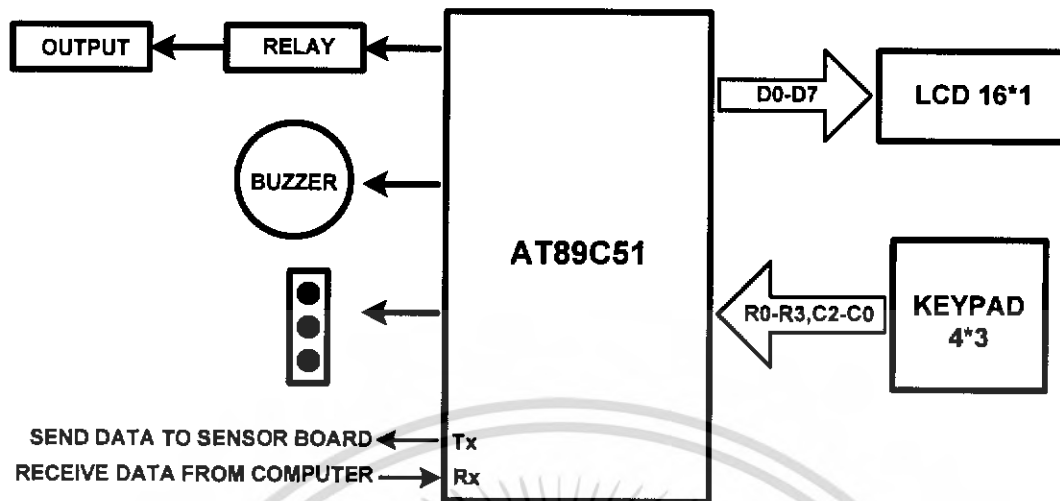 OUTPUT
RELAY
D0-D7
LCD 16*1
BUZZER
AT89C51
R0-R3,C2-C0
KEYPAD
4*3
SEND DATA TO SENSOR BOARD
Tx
RECEIVE DATA FROM COMPUTER
Rx